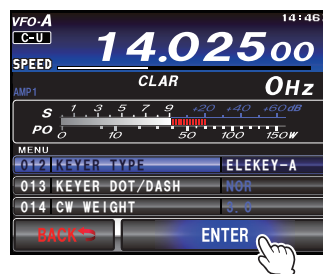 VFO-A 14:46
C-U 14.02500
SPEED
CLAR 0Hz
AMP1
S 1 3 5 7 9 +20 +40 +60dB
PO 0 10 50 100 150W
MENU
012 KEYER TYPE ELEKEY-A
013 KEYER DOT/DASH NOR
014 CW WEIGHT
BACK ENTER